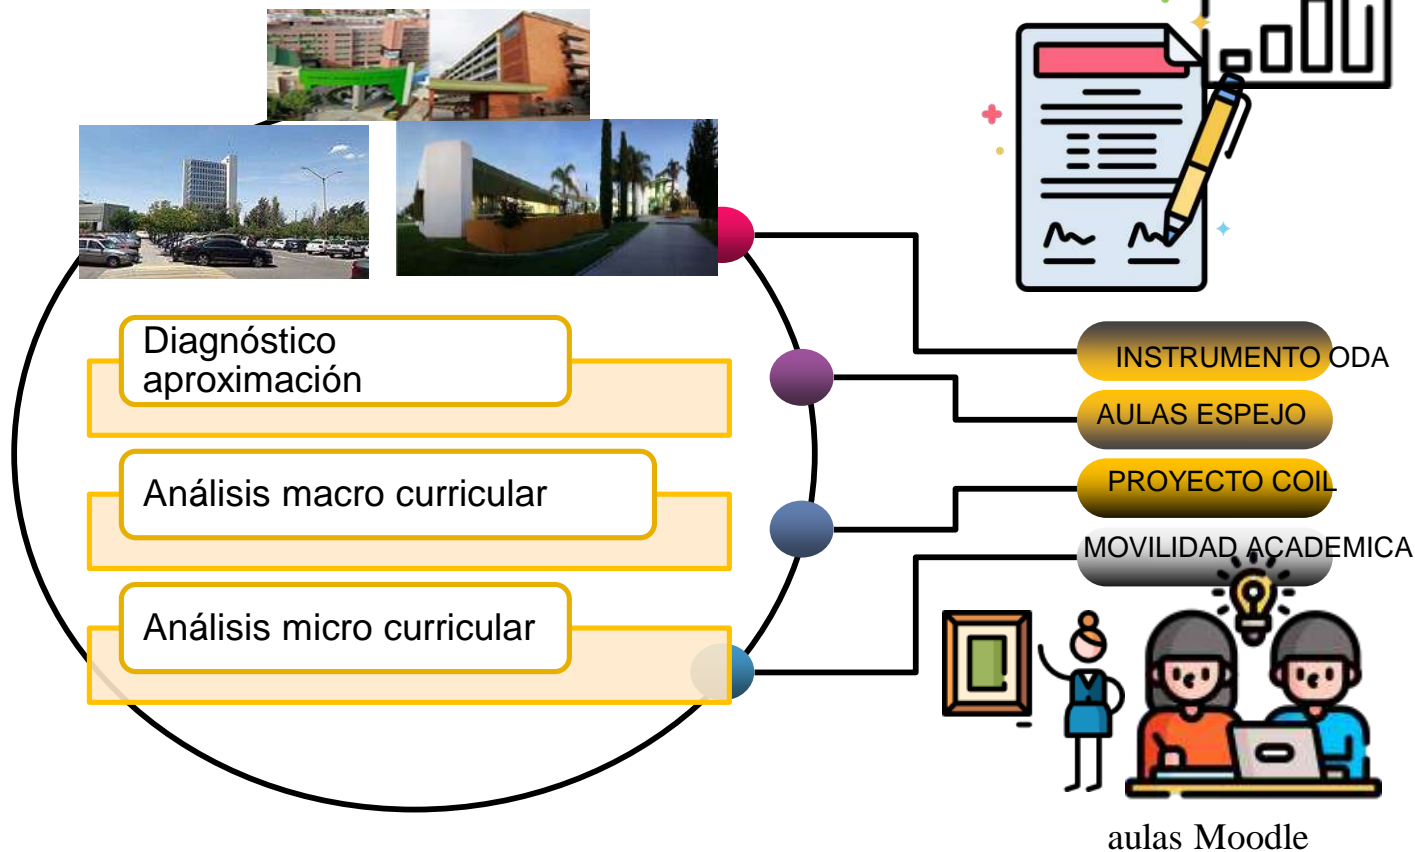 Diagnóstico
aproximación
Análisis macro curricular
Análisis micro curricular
INSTRUMENTO ODA
AULAS ESPEJO
PROYECTO COIL
MOVILIDAD ACADEMICA
aulas Moodle